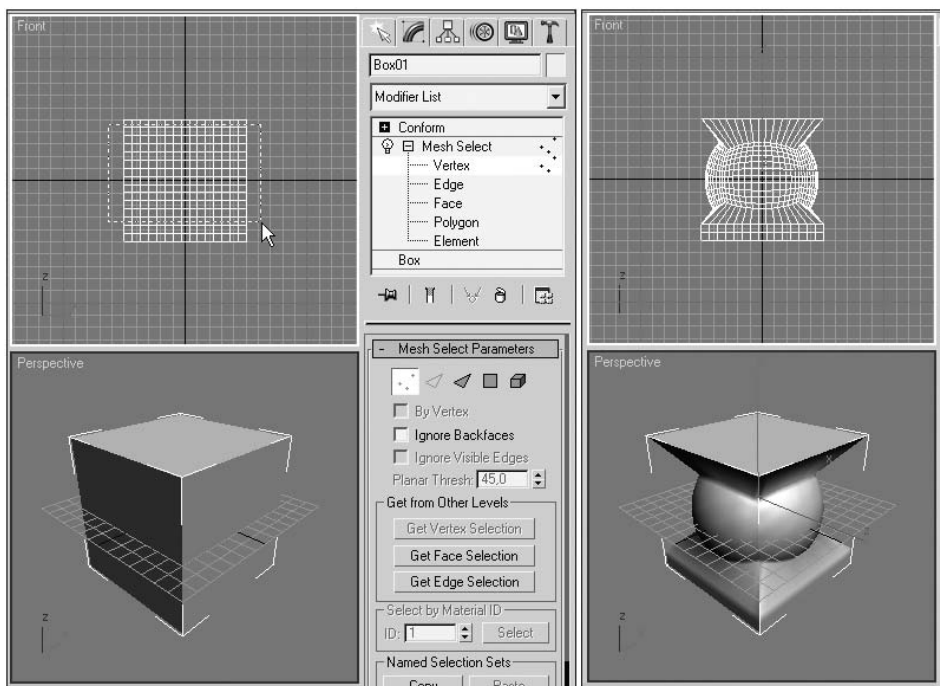 Front
Box01
Modifier List
Conform
Mesh Select
Vertex
Edge
Face
Polygon
Element
Box
Perspective
- Mesh Select Parameters
By Vertex
Ignore Backfaces
Ignore Visible Edges
Planar Thresh: 45,0
Get from Other Levels
Get Vertex Selection
Get Face Selection
Get Edge Selection
Select by Material ID
ID: 1 Select
Named Selection Sets
Copy Paste
z
z
Front
z
Perspective
x
z